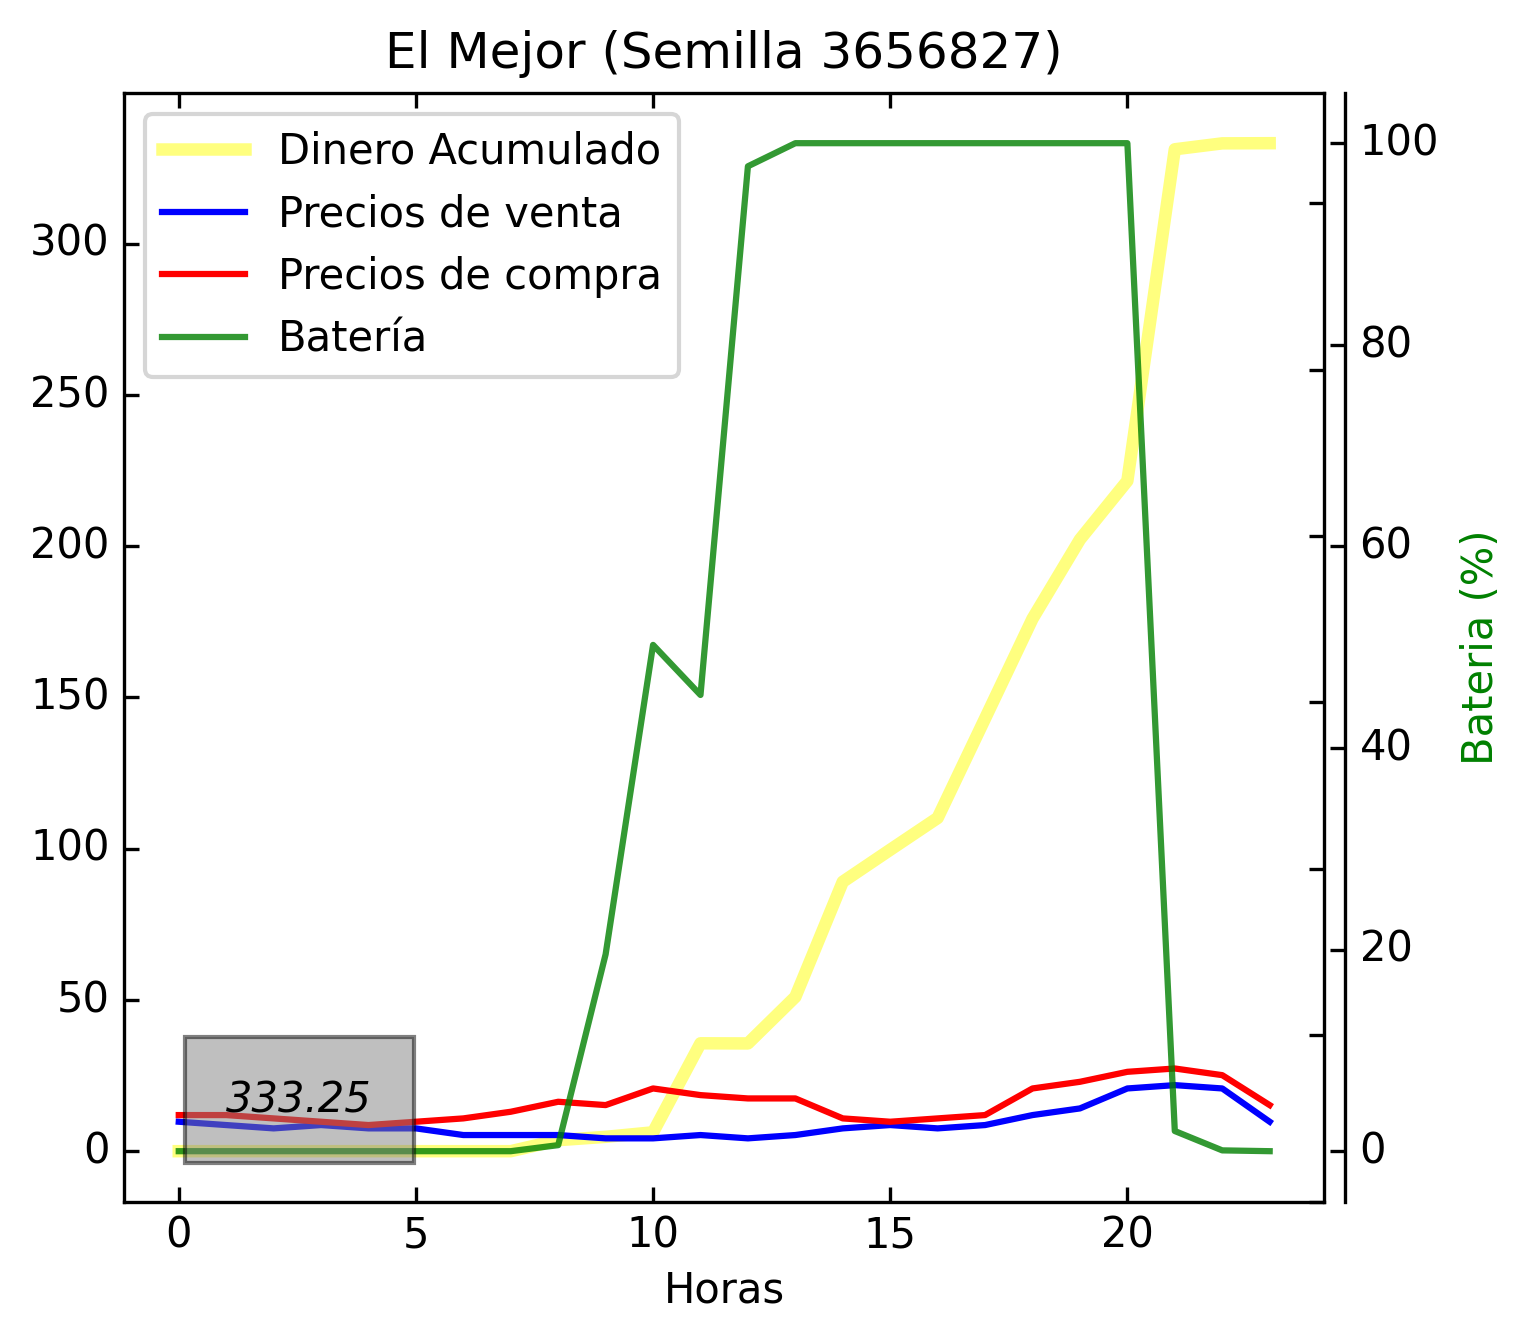 El Mejor (Semilla 3656827)
Dinero Acumulado
Precios de venta
Precios de compra
Batería
300
250
200
150
100
50
0
333.25
0
5
10
15
20
Horas
100
80
60
40
20
0
Bateria (%)